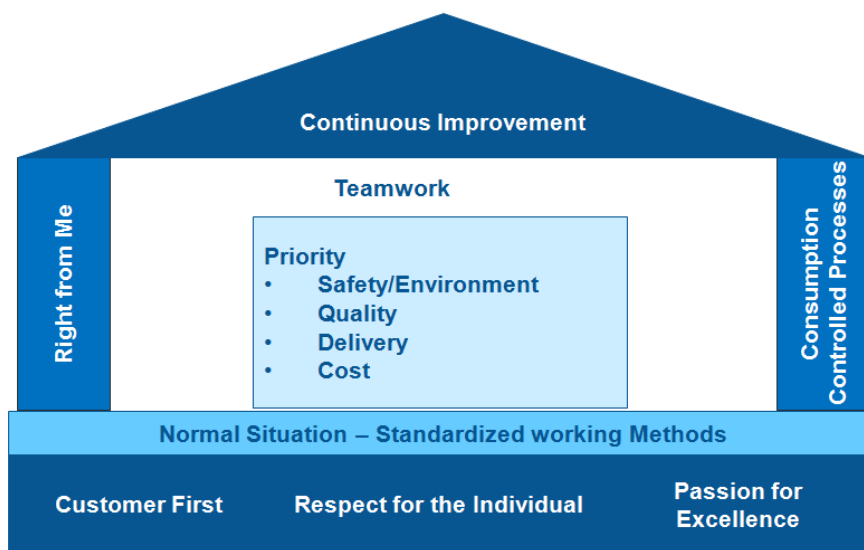 Continuous Improvement
Teamwork
Right from Me
Priority
• Safety/Environment
• Quality
• Delivery
• Cost
Consumption
Controlled Processes
Normal Situation – Standardized working Methods
Customer First
Respect for the Individual
Passion for
Excellence